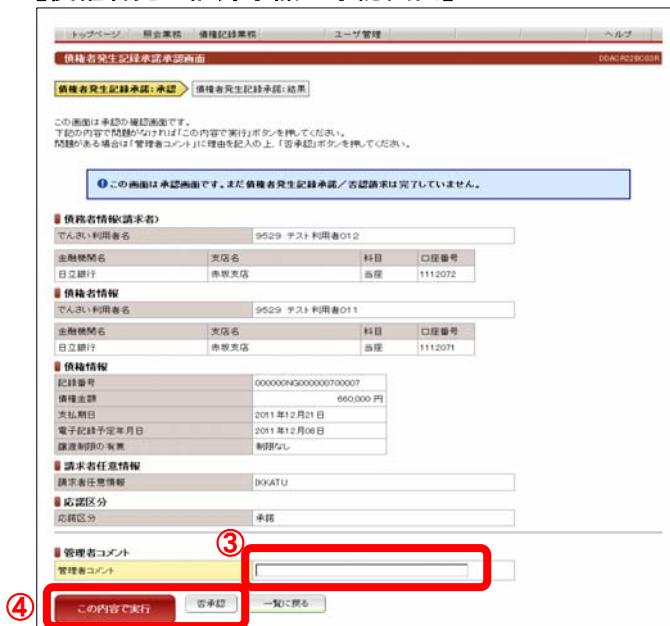 トップページ 照会業務 債権記録業務 ユーザ管理 ヘルプ
債権者発生記録承諾承認画面
債権者発生記録承諾:承認 債権者発生記録承諾:結果
この画面は承認の確認画面です。
下記の内容で問題がなければ「この内容で実行」ボタンを押してください。
問題がある場合は「管理者コメント」に理由を記入の上、「否承認」ボタンを押してください。
この画面は承認画面です。まだ債権者発生記録承諾/否認請求は完了していません。
債務者情報(請求者)
でんさい利用者名 9529 テスト利用者012
金融機関名 支店名 科目 口座番号
日立銀行 赤坂支店 当座 1112072
債権者情報
でんさい利用者名 9529 テスト利用者011
金融機関名 支店名 科目 口座番号
日立銀行 赤坂支店 当座 1112071
債権情報
記録番号 000000NG000000700007
債権金額 660,000 円
支払期日 2011年12月21日
電子記録予定年月日 2011年12月08日
譲渡制限の有無 制限なし
請求者任意情報
請求者任意情報 IKKATU
応諾区分
応諾区分 承諾
③
管理者コメント
管理者コメント
④ この内容で実行 否承認 一覧に戻る